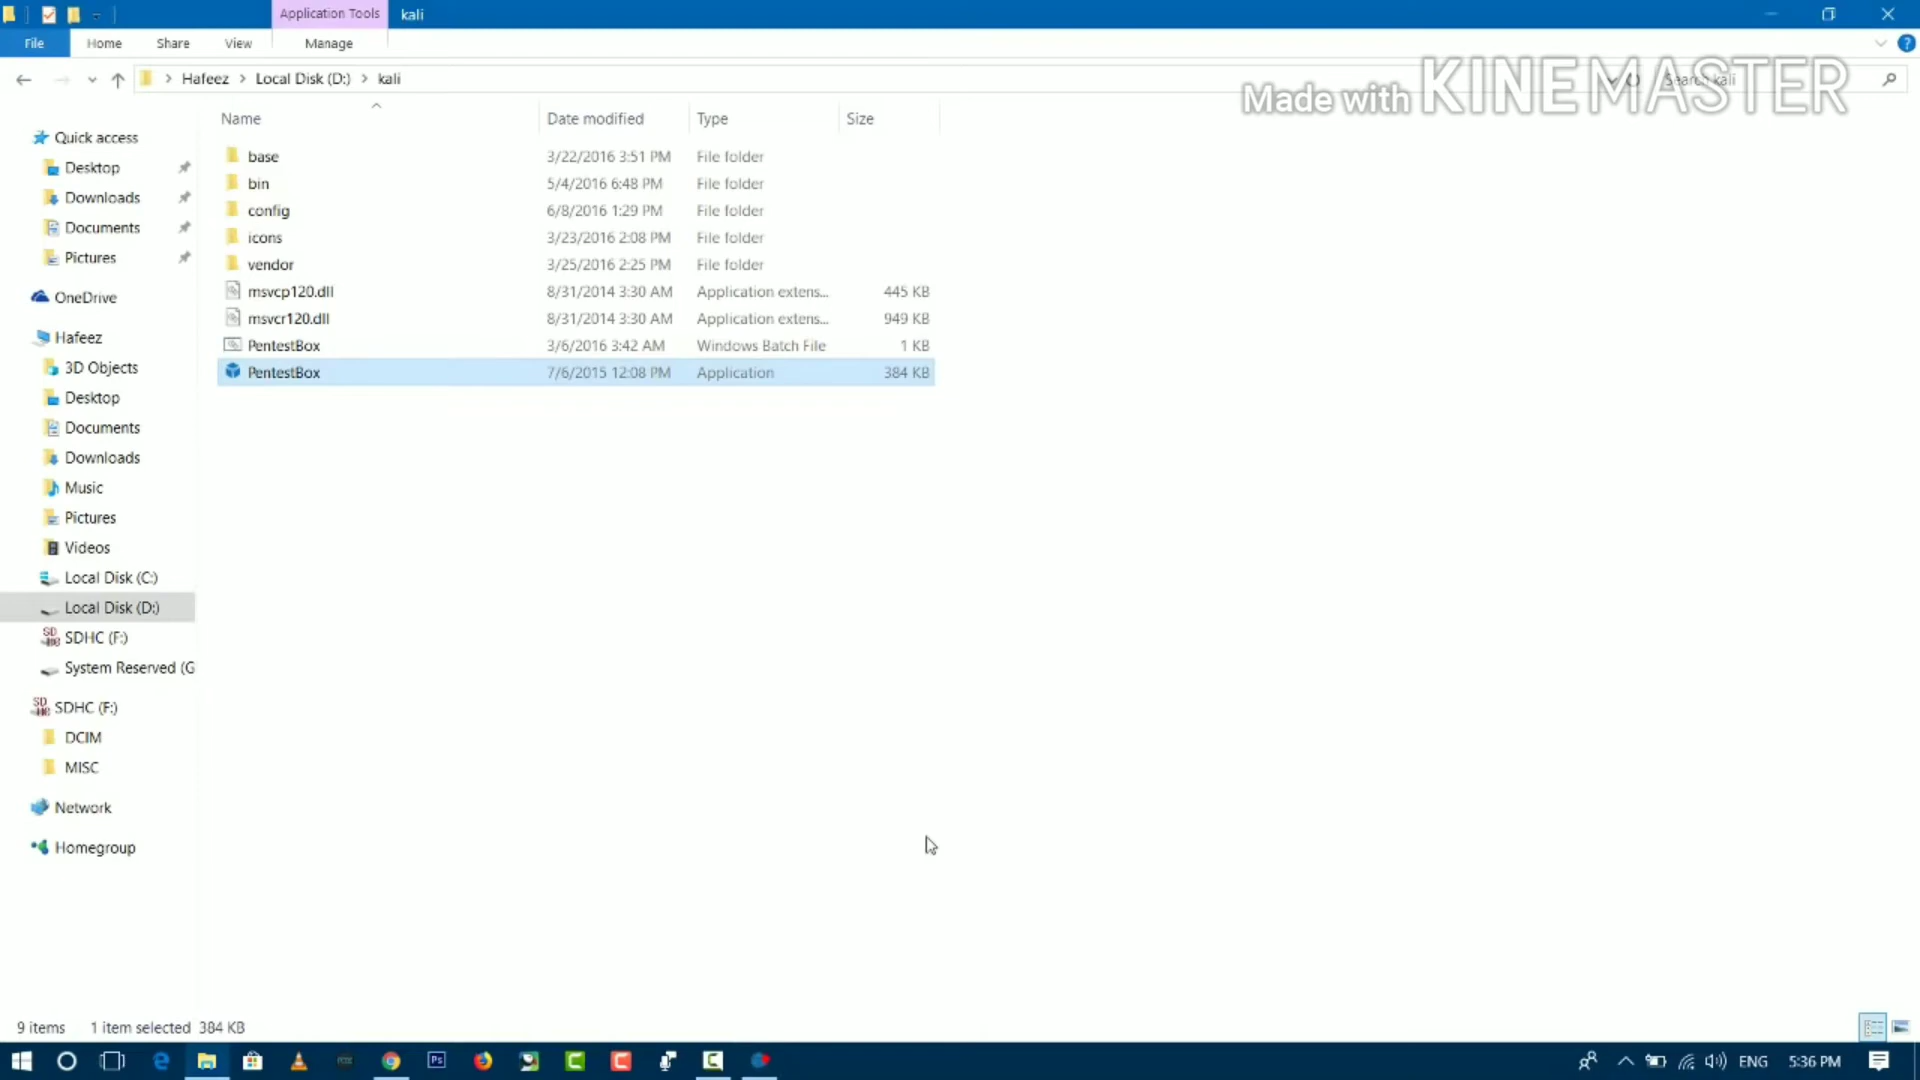 Application Tools
kali
File
Home
Share
View
Manage
Hafeez
Local Disk (D:)
kali
Search kali
Made with KINEMASTER
Name
Date modified
Type
Size
Quick access
Desktop
Downloads
Documents
Pictures
OneDrive
Hafeez
3D Objects
Desktop
Documents
Downloads
Music
Pictures
Videos
Local Disk (C:)
Local Disk (D:)
SDHC (F:)
System Reserved (G
SDHC (F:)
DCIM
MISC
Network
Homegroup
base 3/22/2016 3:51 PM File folder
bin 5/4/2016 6:48 PM File folder
config 6/8/2016 1:29 PM File folder
icons 3/23/2016 2:08 PM File folder
vendor 3/25/2016 2:25 PM File folder
msvcp120.dll 8/31/2014 3:30 AM Application extens... 445 KB
msvcr120.dll 8/31/2014 3:30 AM Application extens... 949 KB
PentestBox 3/6/2016 3:42 AM Windows Batch File 1 KB
PentestBox 7/6/2015 12:08 PM Application 384 KB
9 items
1 item selected 384 KB
Ps
ENG
5:36 PM